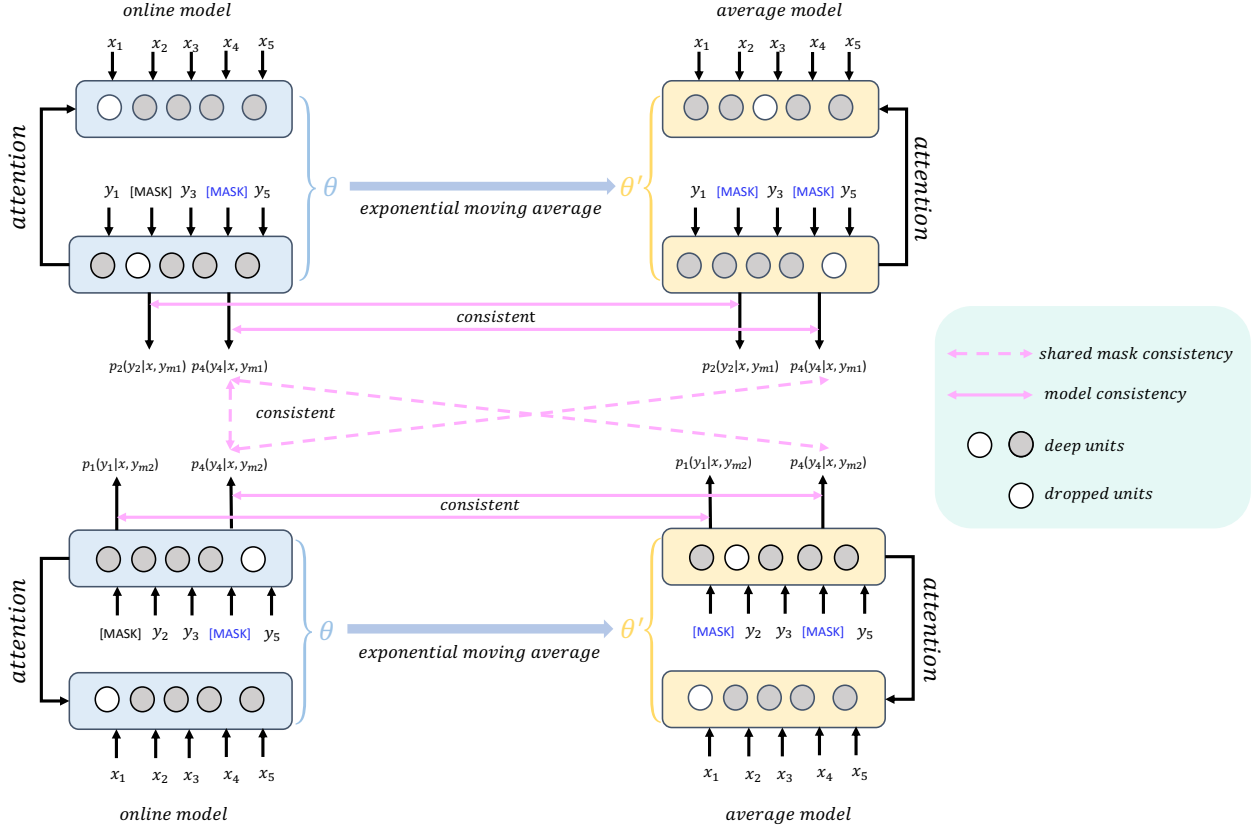 online model
average model
x1 x2 x3 x4 x5
x1 x2 x3 x4 x5
attention
attention
y1 [MASK] y3 [MASK] y5
θ
θ′
y1 [MASK] y3 [MASK] y5
exponential moving average
consistent
p2(y2|x, ym1) p4(y4|x, ym1)
p2(y2|x, ym1) p4(y4|x, ym1)
shared mask consistency
model consistency
deep units
dropped units
consistent
p1(y1|x, ym2) p4(y4|x, ym2)
p1(y1|x, ym2) p4(y4|x, ym2)
consistent
attention
attention
[MASK] y2 y3 [MASK] y5
θ
θ′
[MASK] y2 y3 [MASK] y5
exponential moving average
x1 x2 x3 x4 x5
x1 x2 x3 x4 x5
online model
average model